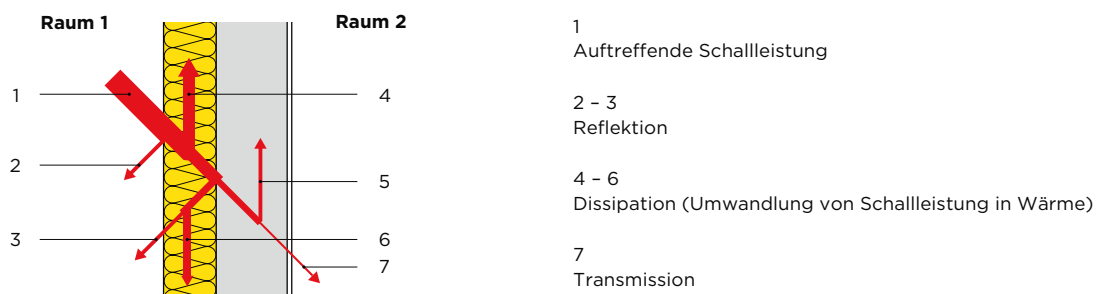 Raum 1
Raum 2
1
2
3
4
5
6
7
1
Auftreffende Schallleistung
2 – 3
Reflektion
4 – 6
Dissipation (Umwandlung von Schallleistung in Wärme)
7
Transmission